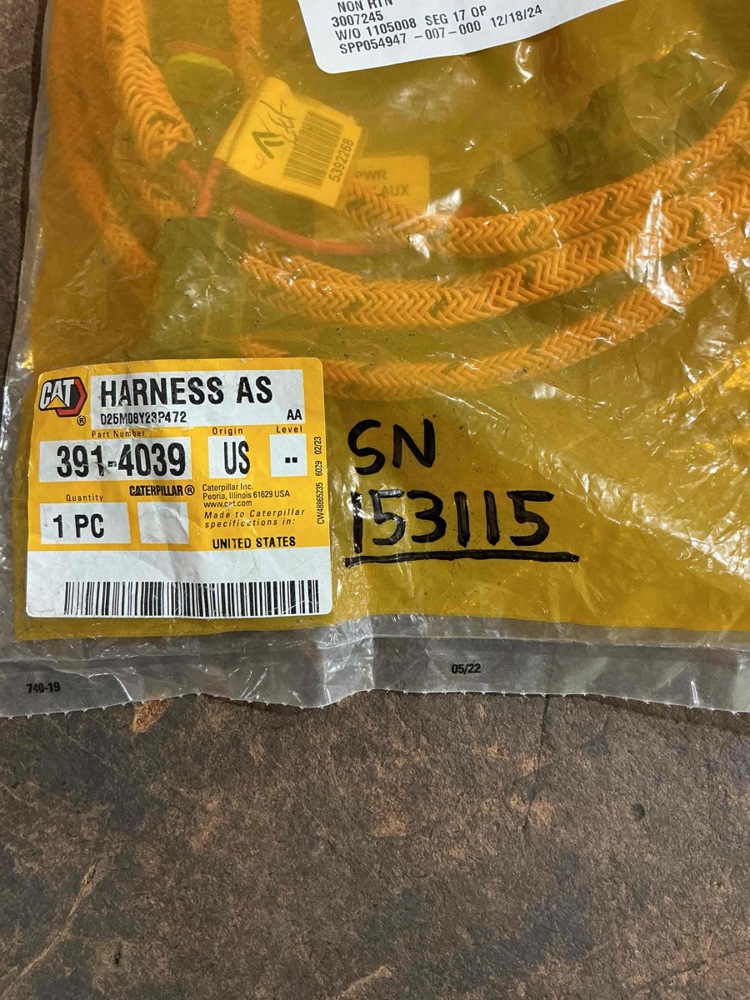 NON RTN
3007245
W/O 1105008 SEG 17 OP
SPP054947 -007-000 12/18/24
5392268
PWR
AUX
CAT
®
HARNESS AS
D25M08Y23P472
AA
Part Number
Origin
Level
391-4039
US
--
Quantity
CATERPILLAR®
1 PC
Caterpillar Inc.
Peoria, Illinois 61629 USA
www.cat.com
Made to Caterpillar
specifications in:
UNITED STATES
CW48865235 6029 02/23
SN
153115
740-19
05/22